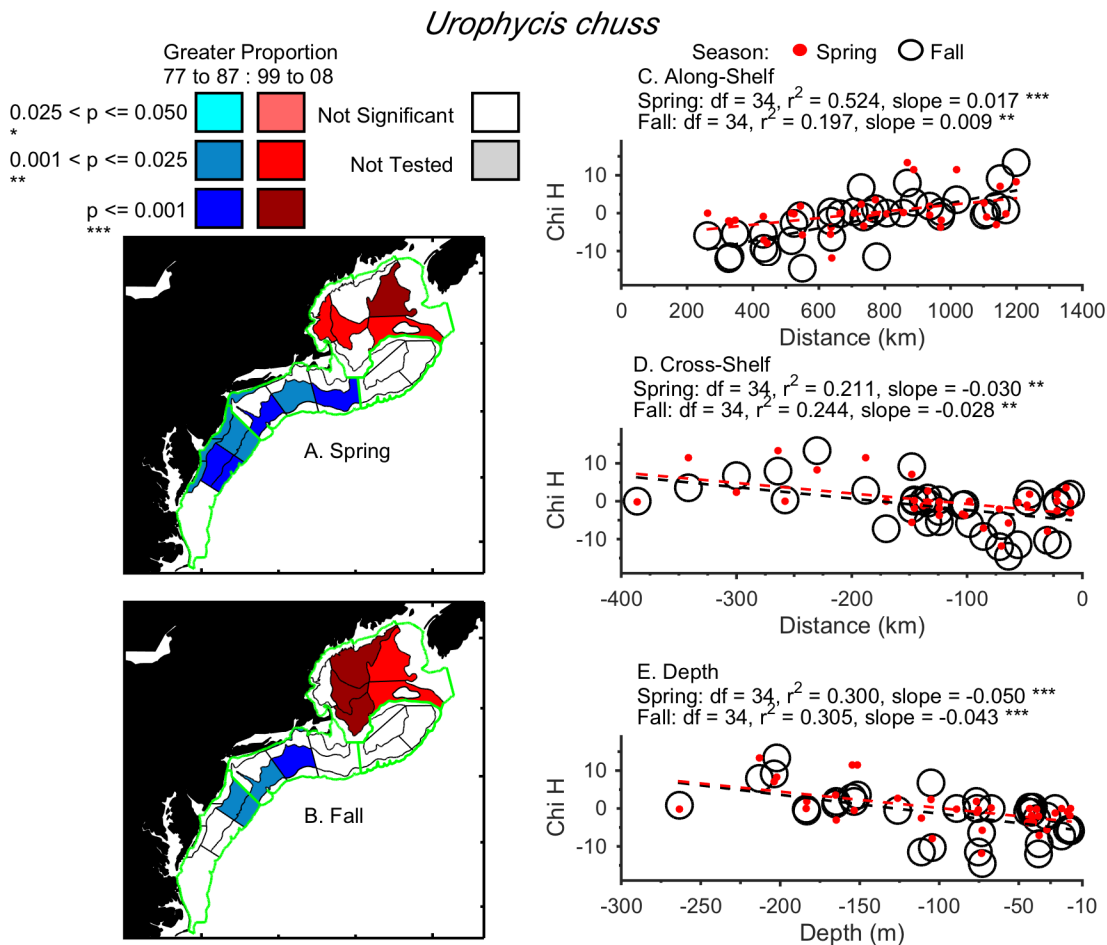 Urophycis chuss
Greater Proportion
77 to 87 : 99 to 08
0.025 < p <= 0.050
*
0.001 < p <= 0.025
**
p <= 0.001
***
Not Significant
Not Tested
A. Spring
B. Fall
Season: Spring Fall
C. Along-Shelf
Spring: df = 34, r² = 0.524, slope = 0.017 ***
Fall: df = 34, r² = 0.197, slope = 0.009 **
Chi H
10
0
-10
0 200 400 600 800 1000 1200 1400
Distance (km)
D. Cross-Shelf
Spring: df = 34, r² = 0.211, slope = -0.030 **
Fall: df = 34, r² = 0.244, slope = -0.028 **
Chi H
10
0
-10
-400 -300 -200 -100 0
Distance (km)
E. Depth
Spring: df = 34, r² = 0.300, slope = -0.050 ***
Fall: df = 34, r² = 0.305, slope = -0.043 ***
Chi H
10
0
-10
-300 -250 -200 -150 -100 -50 -10
Depth (m)